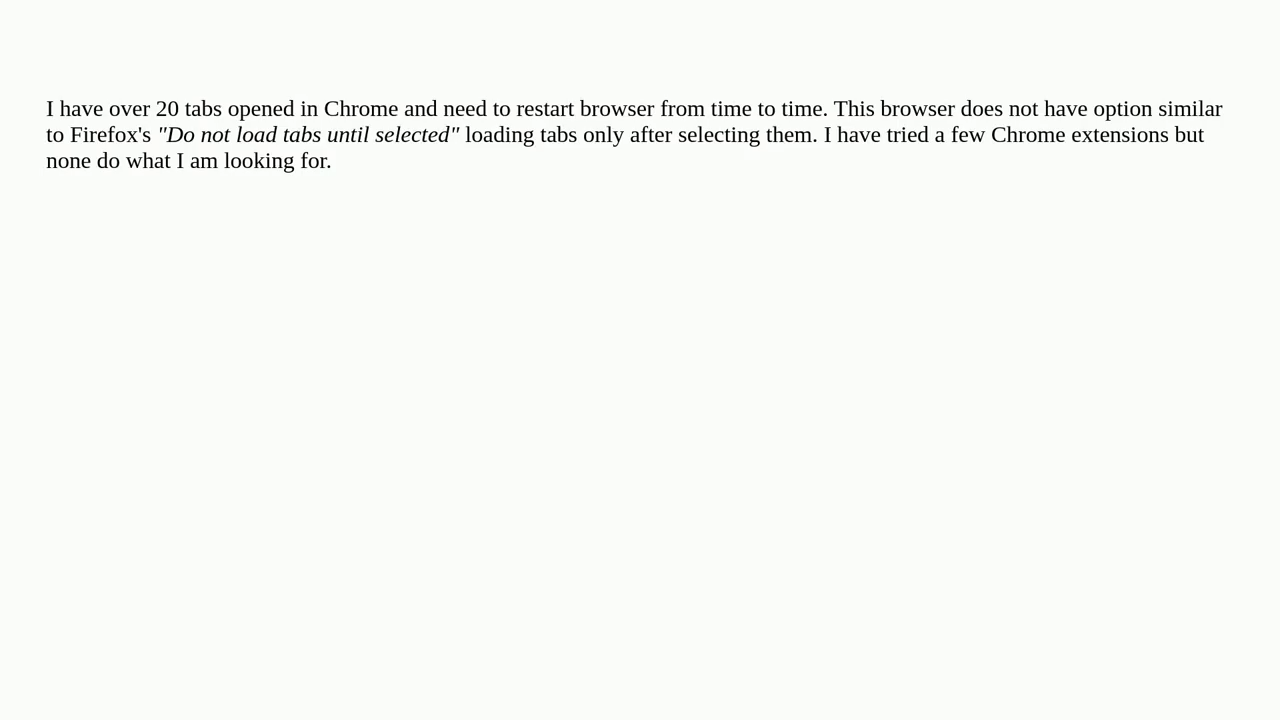 I have over 20 tabs opened in Chrome and need to restart browser from time to time. This browser does not have option similar
to Firefox's "Do not load tabs until selected" loading tabs only after selecting them. I have tried a few Chrome extensions but
none do what I am looking for.